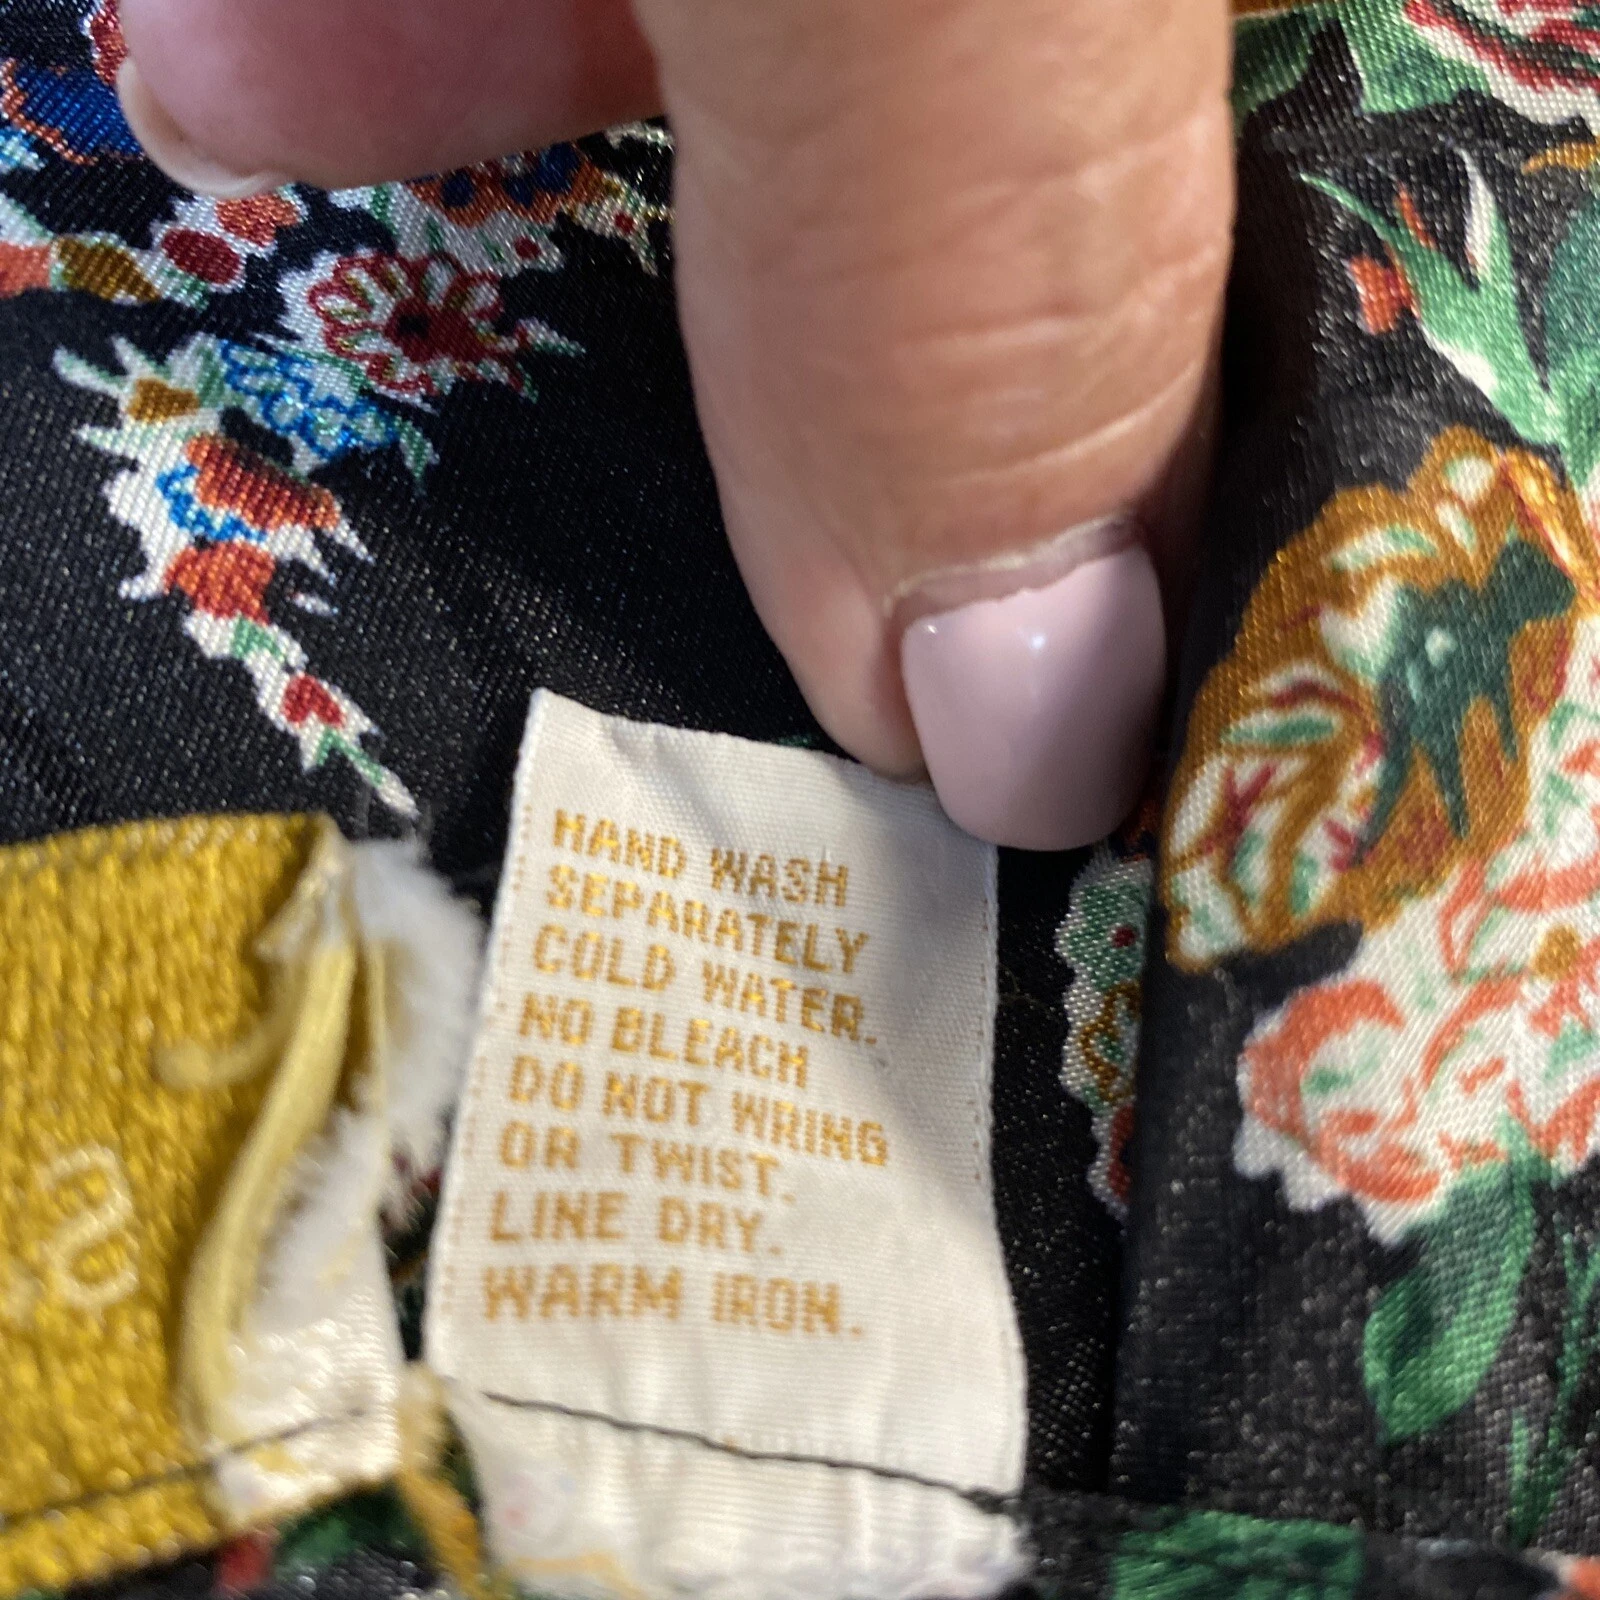 HAND WASH
SEPARATELY
COLD WATER.
NO BLEACH
DO NOT WRING
OR TWIST.
LINE DRY.
WARM IRON.
a